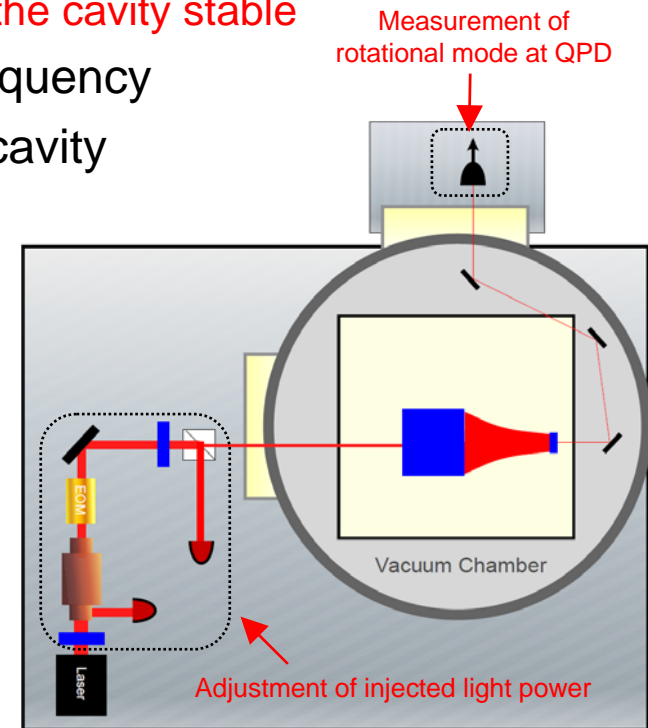 the cavity stable
quency
cavity
Measurement of
rotational mode at QPD
EOM
Laser
Vacuum Chamber
Adjustment of injected light power